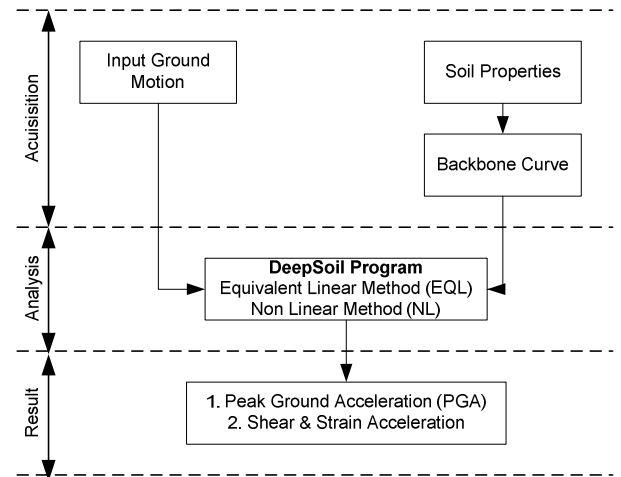 Acuisisition
Input Ground
Motion
Soil Properties
Backbone Curve
Analysis
DeepSoil Program
Equivalent Linear Method (EQL)
Non Linear Method (NL)
Result
1. Peak Ground Acceleration (PGA)
2. Shear & Strain Acceleration